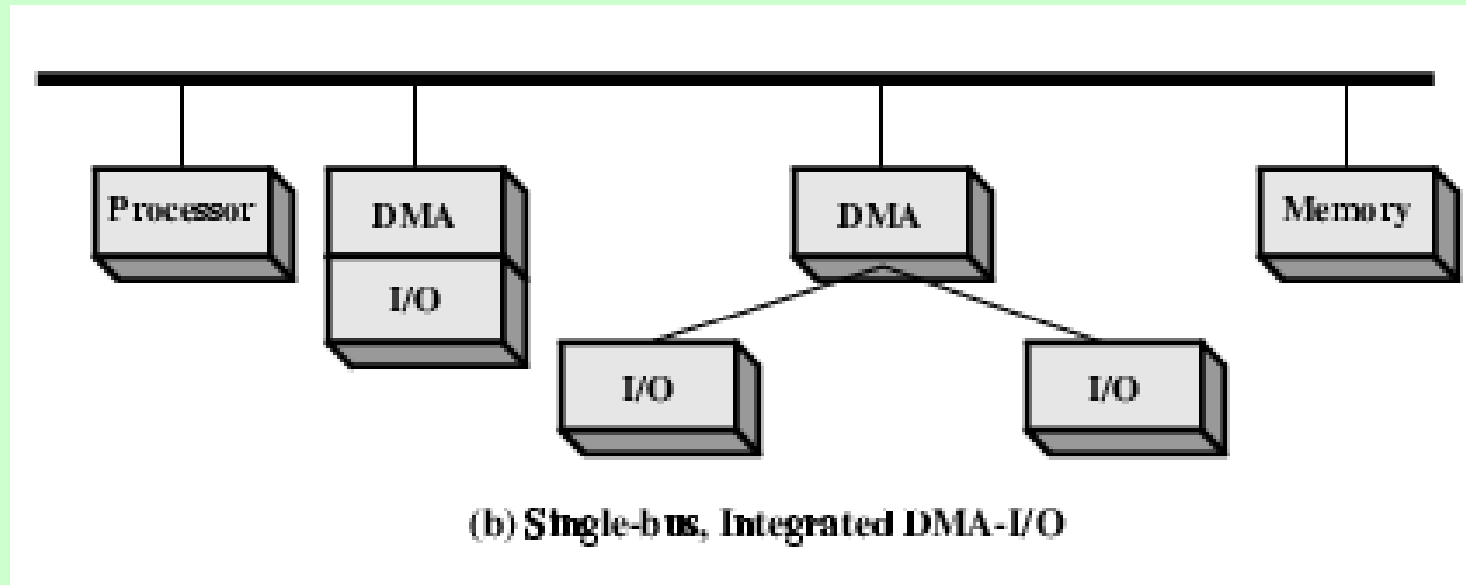 Processor
DMA
DMA
Memory
I/O
I/O
I/O
(b) Single-bus, Integrated DMA-I/O